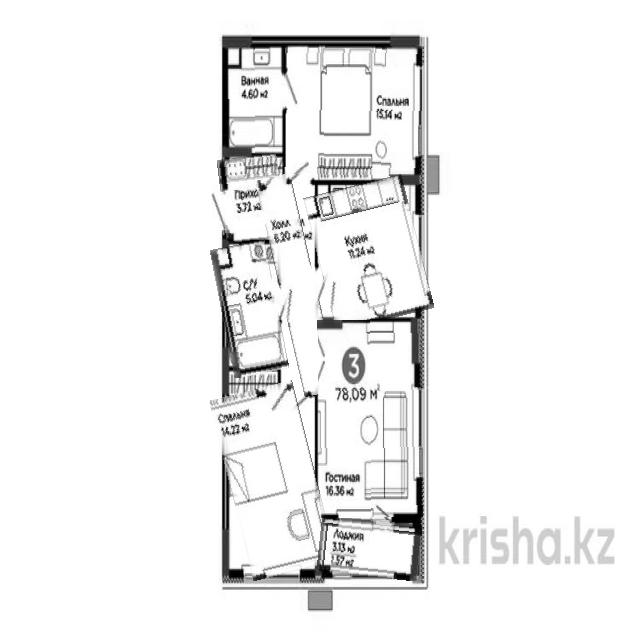 Ванная
4.60 м2
Спальня
15.14 м2
Прихо
3.72 м2
Холл
6.20 м2
Кухня
11.24 м2
С/У
5.04 м2
3
78,09 м²
Спальня
14.22 м2
Гостиная
16.36 м2
Лоджия
3.13 м2
1.57 м2
krisha.kz